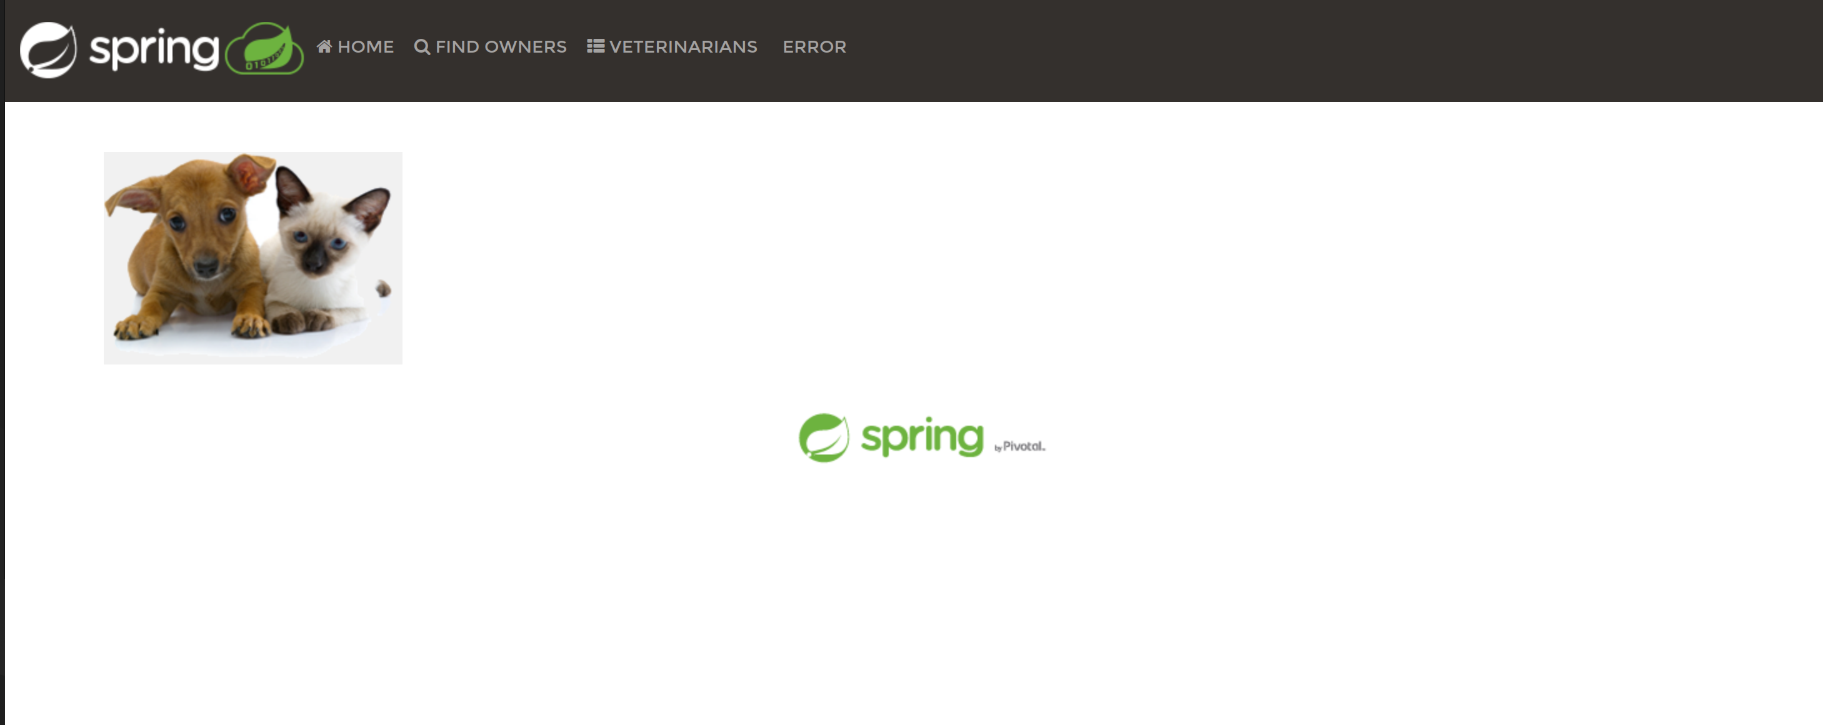 spring HOME FIND OWNERS VETERINARIANS ERROR
spring by Pivotal.